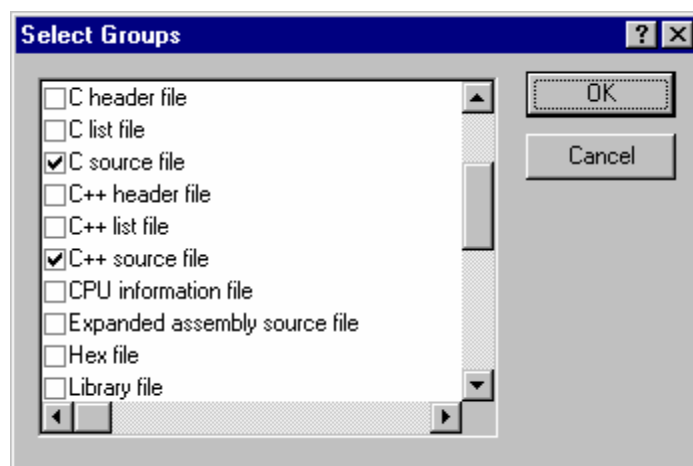 Select Groups
C header file
C list file
C source file
C++ header file
C++ list file
C++ source file
CPU information file
Expanded assembly source file
Hex file
Library file
OK
Cancel